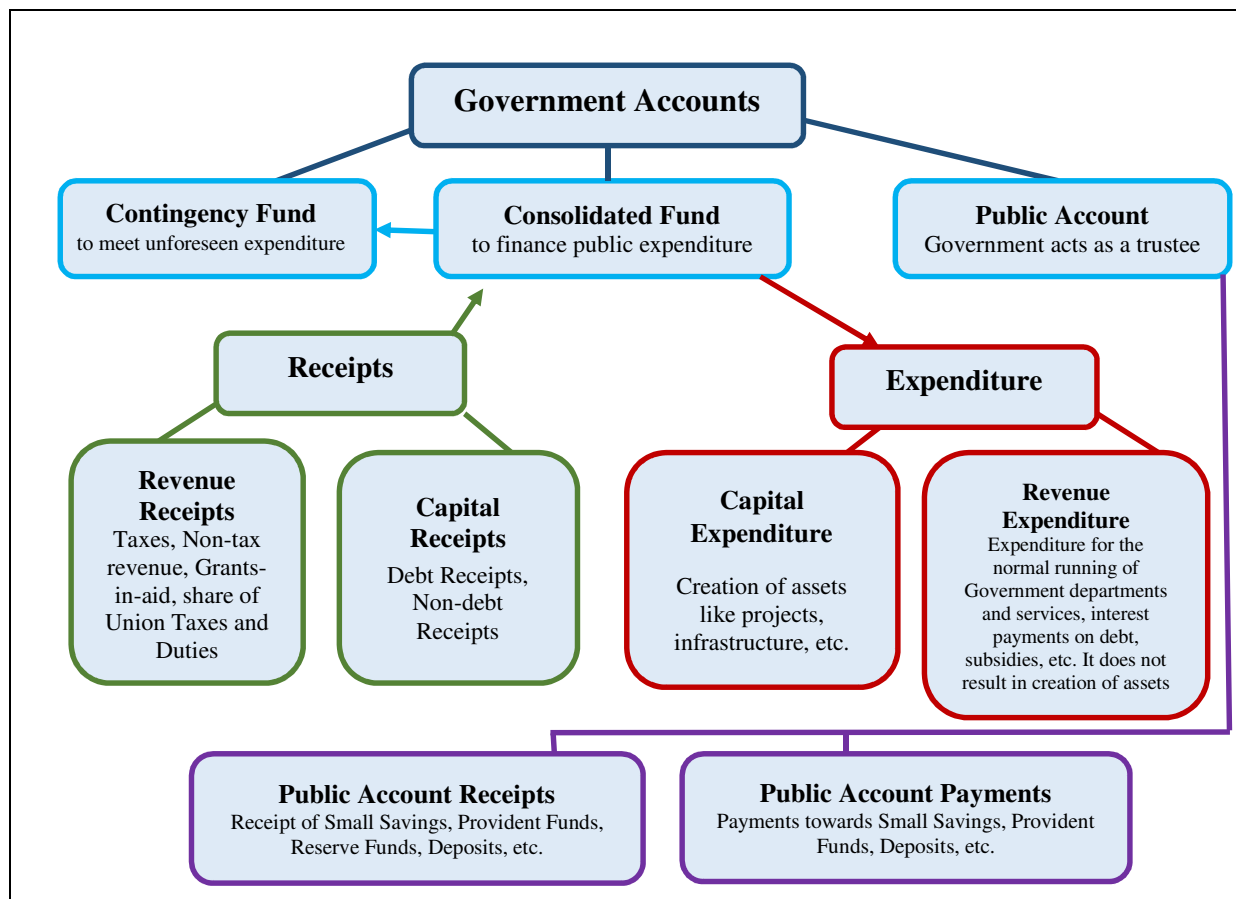 Government Accounts
Contingency Fund
to meet unforeseen expenditure
Consolidated Fund
to finance public expenditure
Public Account
Government acts as a trustee
Receipts
Expenditure
Revenue
Receipts
Taxes, Non-tax
revenue, Grants-
in-aid, share of
Union Taxes and
Duties
Capital
Receipts
Debt Receipts,
Non-debt
Receipts
Capital
Expenditure
Creation of assets
like projects,
infrastructure, etc.
Revenue
Expenditure
Expenditure for the
normal running of
Government departments
and services, interest
payments on debt,
subsidies, etc. It does not
result in creation of assets
Public Account Receipts
Receipt of Small Savings, Provident Funds,
Reserve Funds, Deposits, etc.
Public Account Payments
Payments towards Small Savings, Provident
Funds, Deposits, etc.